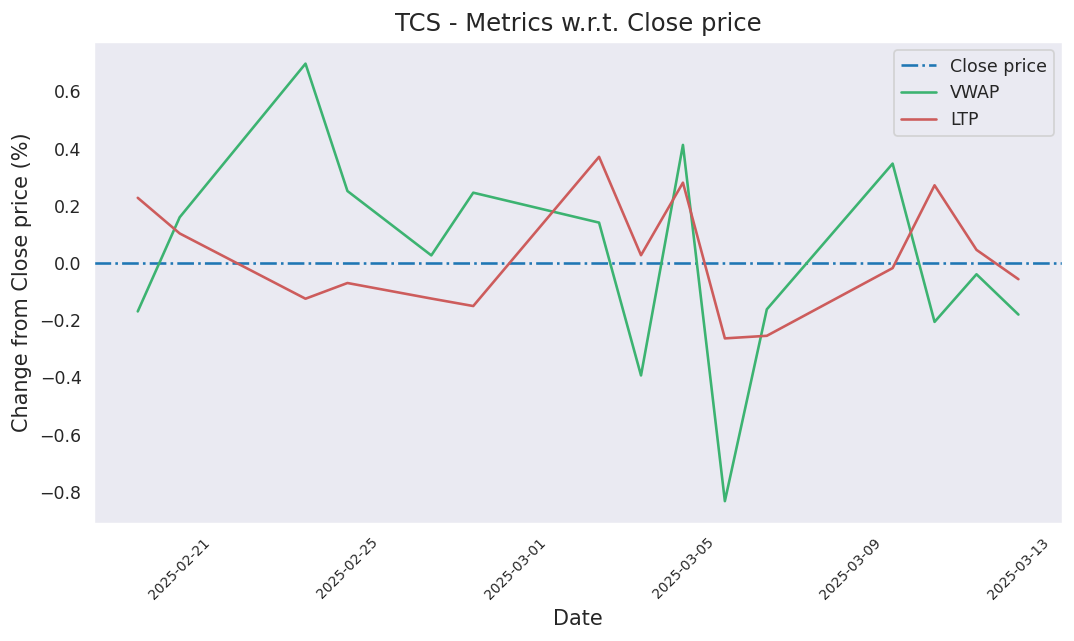 TCS - Metrics w.r.t. Close price
Close price
VWAP
LTP
Change from Close price (%)
0.6
0.4
0.2
0.0
−0.2
−0.4
−0.6
−0.8
2025-02-21
2025-02-25
2025-03-01
2025-03-05
2025-03-09
2025-03-13
Date